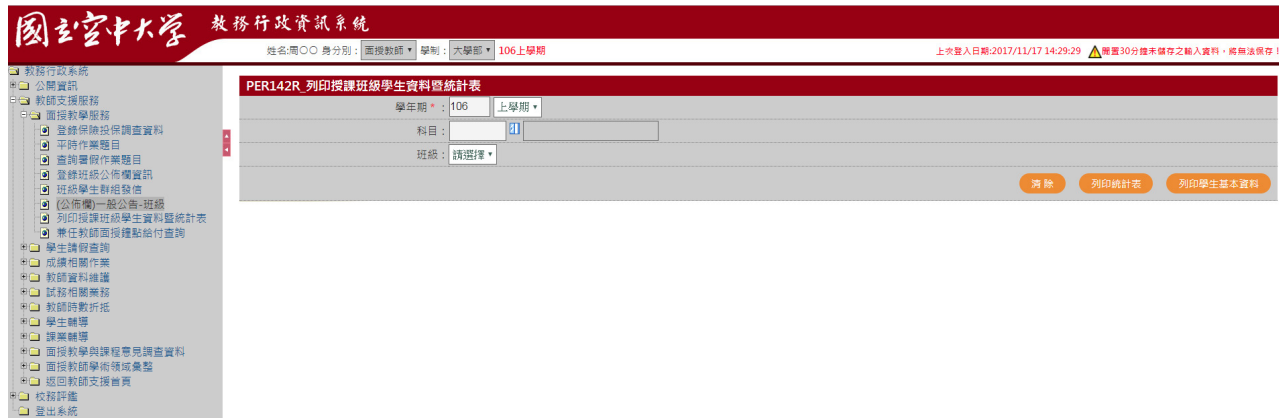 國立空中大學 教務行政資訊系統
姓名:周○○ 身分別： 面授教師 學制： 大學部 106上學期
上次登入日期:2017/11/17 14:29:29 閒置30分鐘未儲存之輸入資料，將無法保存！
教務行政系統
公開資訊
教師支援服務
面授教學服務
登錄保險投保調查資料
平時作業題目
查詢暑假作業題目
登錄班級公佈欄資訊
班級學生群組發信
(公佈欄)一般公告-班級
列印授課班級學生資料暨統計表
兼任教師面授鐘點給付查詢
學生請假查詢
成績相關作業
教師資料維護
試務相關業務
教師時數折抵
學生輔導
課業輔導
面授教學與課程意見調查資料
面授教師學術領域彙整
返回教師支援首頁
校務評鑑
登出系統
PER142R_列印授課班級學生資料暨統計表
學年期＊： 106 上學期
科目：
班級： 請選擇
清 除 列印統計表 列印學生基本資料